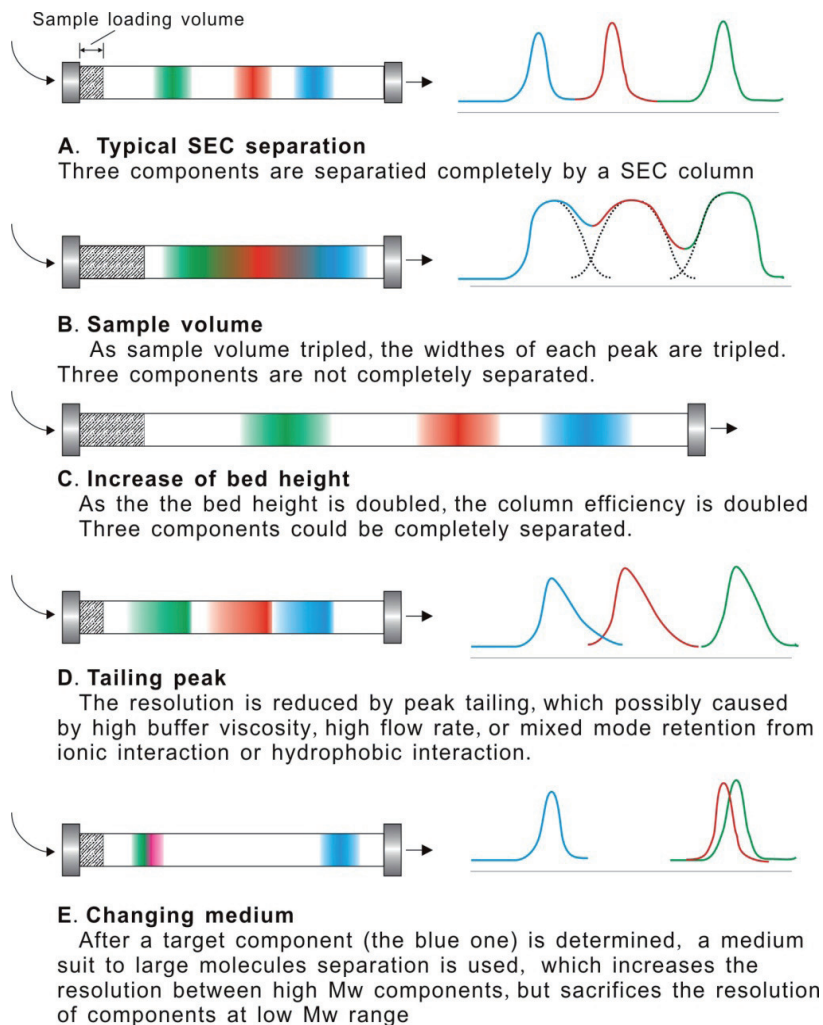 Sample loading volume
A. Typical SEC separation
Three components are separatied completely by a SEC column
B. Sample volume
As sample volume tripled, the widthes of each peak are tripled.
Three components are not completely separated.
C. Increase of bed height
As the the bed height is doubled, the column efficiency is doubled
Three components could be completely separated.
D. Tailing peak
The resolution is reduced by peak tailing, which possibly caused
by high buffer viscosity, high flow rate, or mixed mode retention from
ionic interaction or hydrophobic interaction.
E. Changing medium
After a target component (the blue one) is determined, a medium
suit to large molecules separation is used, which increases the
resolution between high Mw components, but sacrifices the resolution
of components at low Mw range